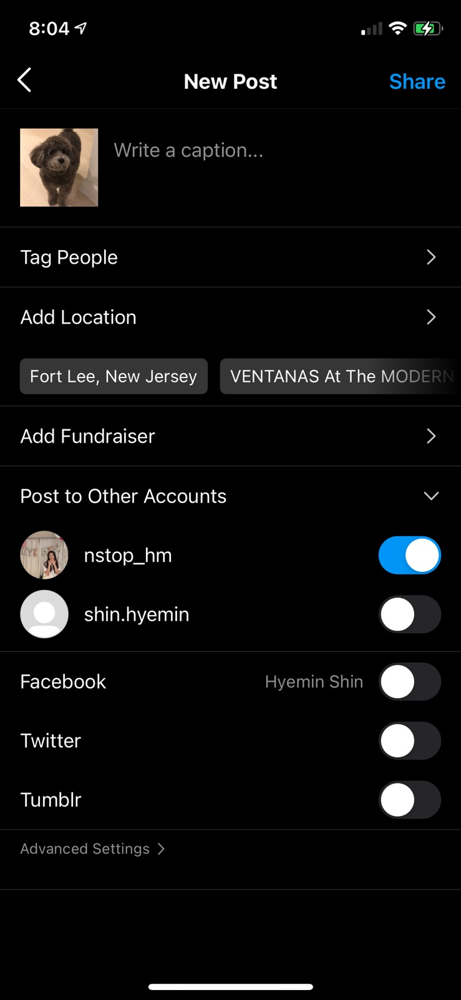 8:04
New Post
Share
Write a caption...
Tag People
Add Location
Fort Lee, New Jersey
VENTANAS At The MODERN
Add Fundraiser
Post to Other Accounts
nstop_hm
shin.hyemin
Facebook
Hyemin Shin
Twitter
Tumblr
Advanced Settings